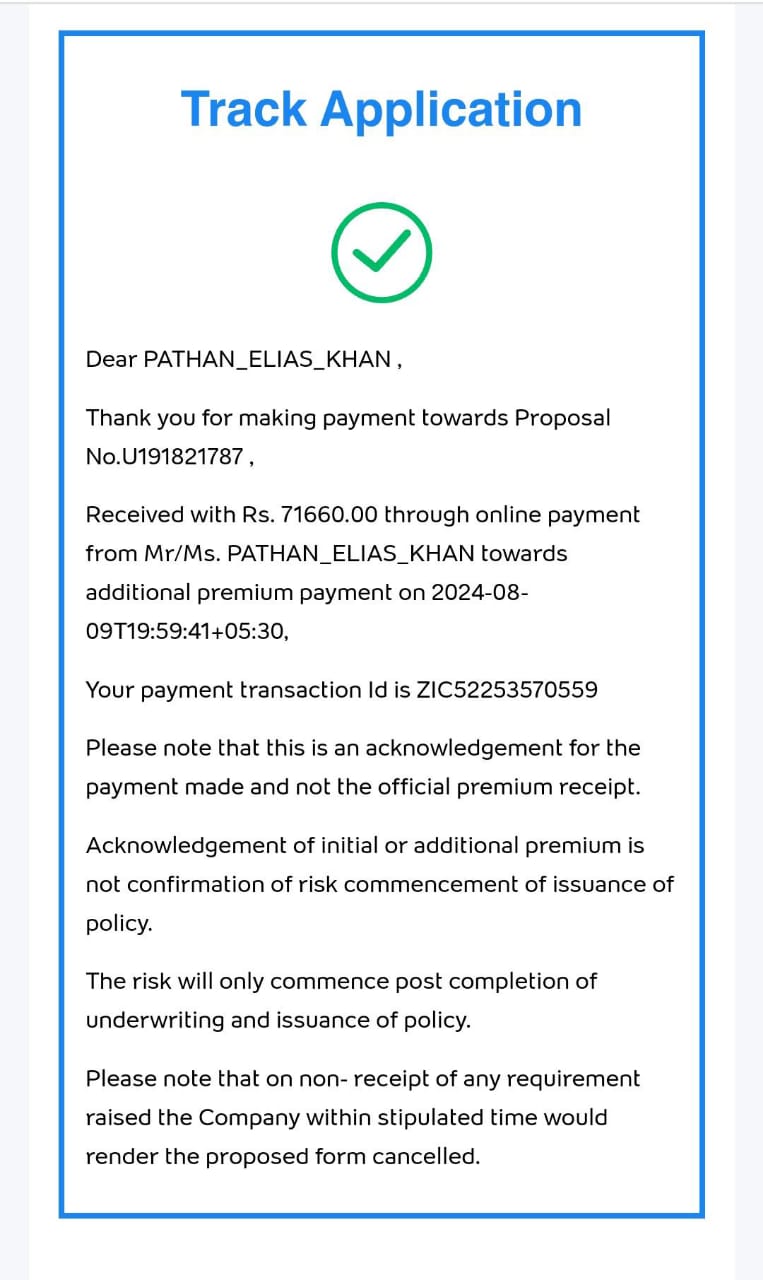 Track Application
Dear PATHAN_ELIAS_KHAN ,
Thank you for making payment towards Proposal
No.U191821787 ,
Received with Rs. 71660.00 through online payment
from Mr/Ms. PATHAN_ELIAS_KHAN towards
additional premium payment on 2024-08-
09T19:59:41+05:30,
Your payment transaction Id is ZIC52253570559
Please note that this is an acknowledgement for the
payment made and not the official premium receipt.
Acknowledgement of initial or additional premium is
not confirmation of risk commencement of issuance of
policy.
The risk will only commence post completion of
underwriting and issuance of policy.
Please note that on non- receipt of any requirement
raised the Company within stipulated time would
render the proposed form cancelled.